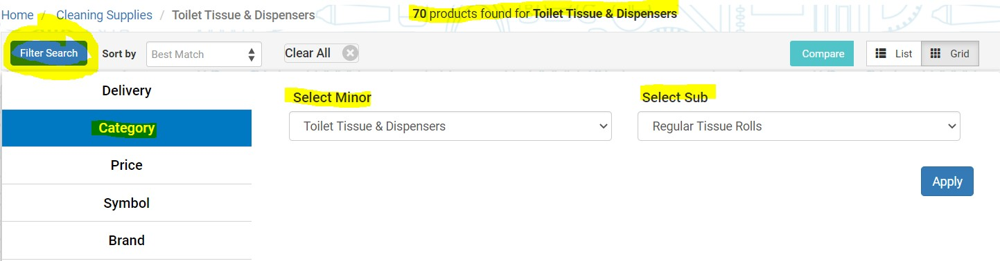 Home / Cleaning Supplies / Toilet Tissue & Dispensers
70 products found for Toilet Tissue & Dispensers
Filter Search
Sort by
Best Match
Clear All
Compare
List
Grid
Delivery
Category
Price
Symbol
Brand
Select Minor
Toilet Tissue & Dispensers
Select Sub
Regular Tissue Rolls
Apply